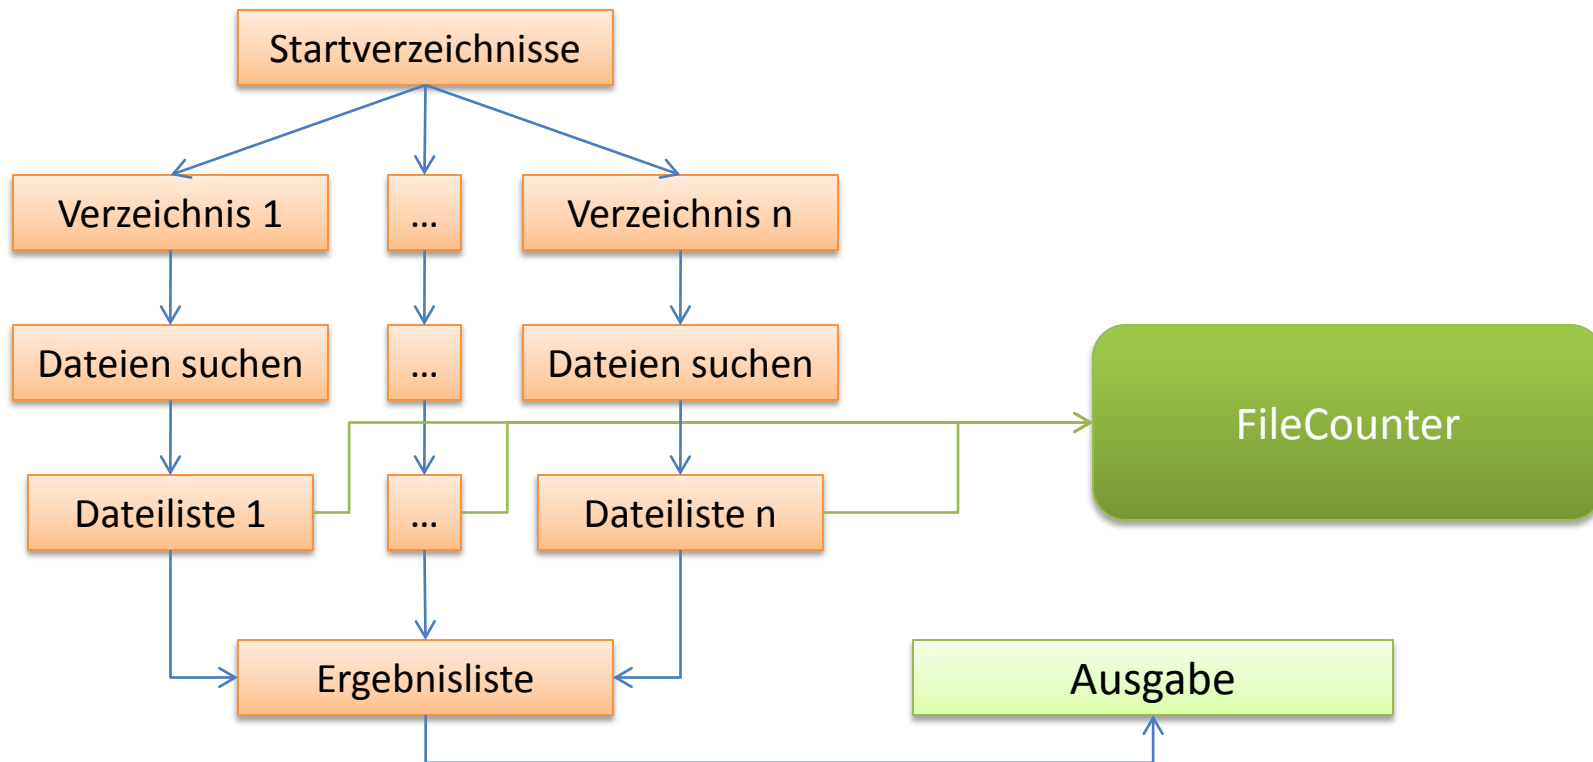 Startverzeichnisse
Verzeichnis 1
...
Verzeichnis n
Dateien suchen
...
Dateien suchen
FileCounter
Dateiliste 1
...
Dateiliste n
Ergebnisliste
Ausgabe